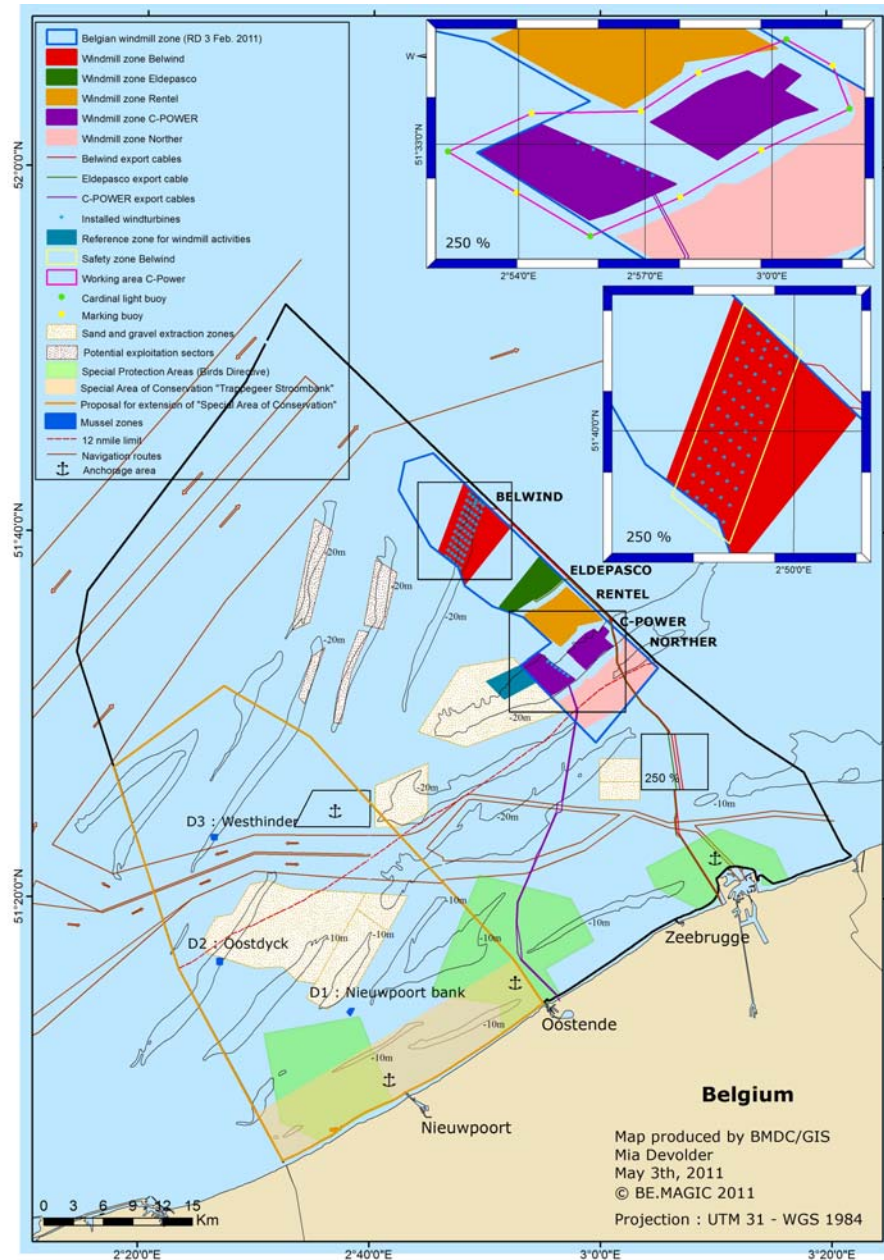 Belgian windmill zone (RD 3 Feb. 2011)
Windmill zone Belwind
Windmill zone Eldepasco
Windmill zone Rentel
Windmill zone C-POWER
Windmill zone Norther
Belwind export cables
Eldepasco export cable
C-POWER export cables
Installed windturbines
Reference zone for windmill activities
Safety zone Belwind
Working area C-Power
Cardinal light buoy
Marking buoy
Sand and gravel extraction zones
Potential exploitation sectors
Special Protection Areas (Birds Directive)
Special Area of Conservation "Trapegeer Stroombank"
Proposal for extension of "Special Area of Conservation"
Mussel zones
12 nmile limit
Navigation routes
Anchorage area
W
51°33'0"N
250 %
2°54'0"E
2°57'0"E
3°0'0"E
51°40'0"N
250 %
2°50'0"E
52°0'0"N
51°40'0"N
51°20'0"N
BELWIND
ELDEPASCO
RENTEL
C-POWER
NORTHER
-20m
-20m
-20m
-20m
-20m
-20m
-20m
250 %
-10m
D3 : Westhinder
D2 : Oostdyck
D1 : Nieuwpoort bank
-10m
-10m
-10m
-10m
-10m
-10m
-10m
Zeebrugge
Oostende
Nieuwpoort
Belgium
Map produced by BMDC/GIS
Mia Devolder
May 3th, 2011
© BE.MAGIC 2011
Projection : UTM 31 - WGS 1984
0 3 6 9 12 15
Km
2°20'0"E
2°40'0"E
3°0'0"E
3°20'0"E